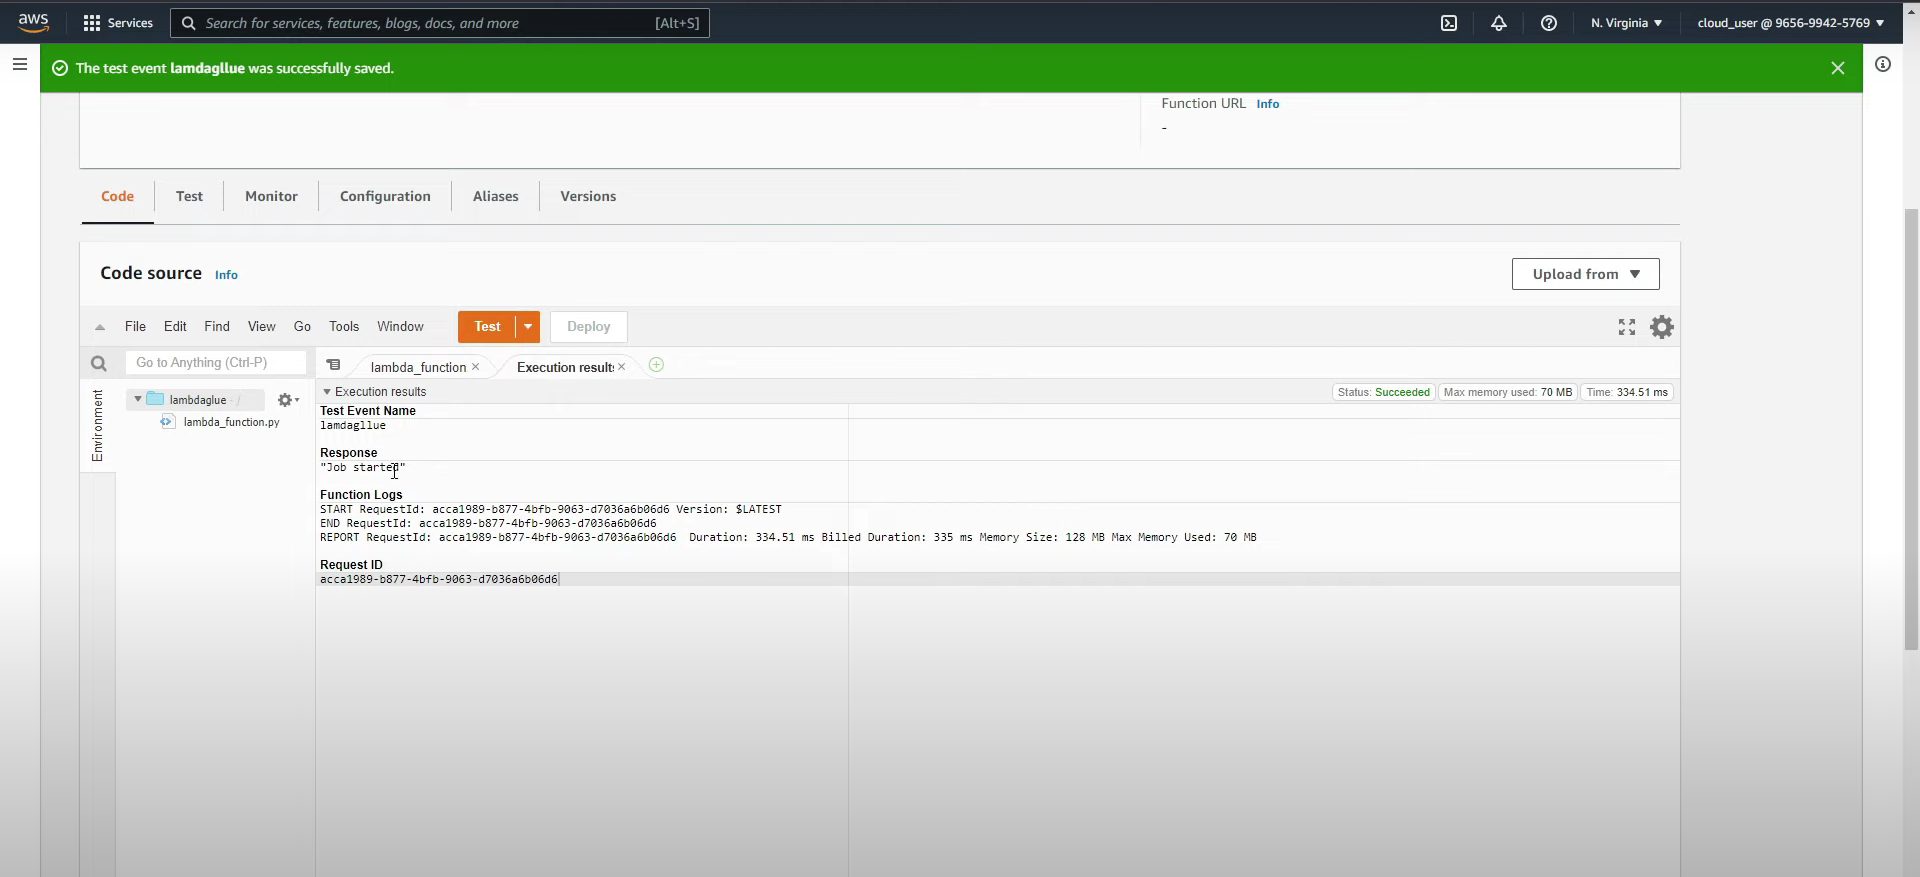 aws Services Search for services, features, blogs, docs, and more [Alt+S] N. Virginia cloud_user @ 9656-9942-5769
The test event lamdagllue was successfully saved.
Function URL Info
-
Code Test Monitor Configuration Aliases Versions
Code source Info Upload from
File Edit Find View Go Tools Window Test Deploy
Go to Anything (Ctrl-P) lambda_function Execution results
Execution results Status: Succeeded Max memory used: 70 MB Time: 334.51 ms
Environment
lambdaglue - /
lambda_function.py
Test Event Name
lamdagllue
Response
"Job started"
Function Logs
START RequestId: acca1989-b877-4bfb-9063-d7036a6b06d6 Version: $LATEST
END RequestId: acca1989-b877-4bfb-9063-d7036a6b06d6
REPORT RequestId: acca1989-b877-4bfb-9063-d7036a6b06d6 Duration: 334.51 ms Billed Duration: 335 ms Memory Size: 128 MB Max Memory Used: 70 MB
Request ID
acca1989-b877-4bfb-9063-d7036a6b06d6